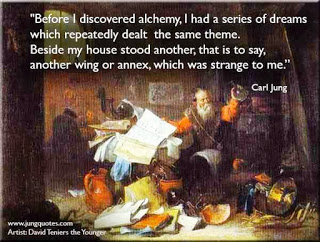 "Before I discovered alchemy, I had a series of dreams
which repeatedly dealt  the same theme.
Beside my house stood another, that is to say,
another wing or annex, which was strange to me."
Carl Jung
www.jungquotes.com
Artist: David Teniers the Younger